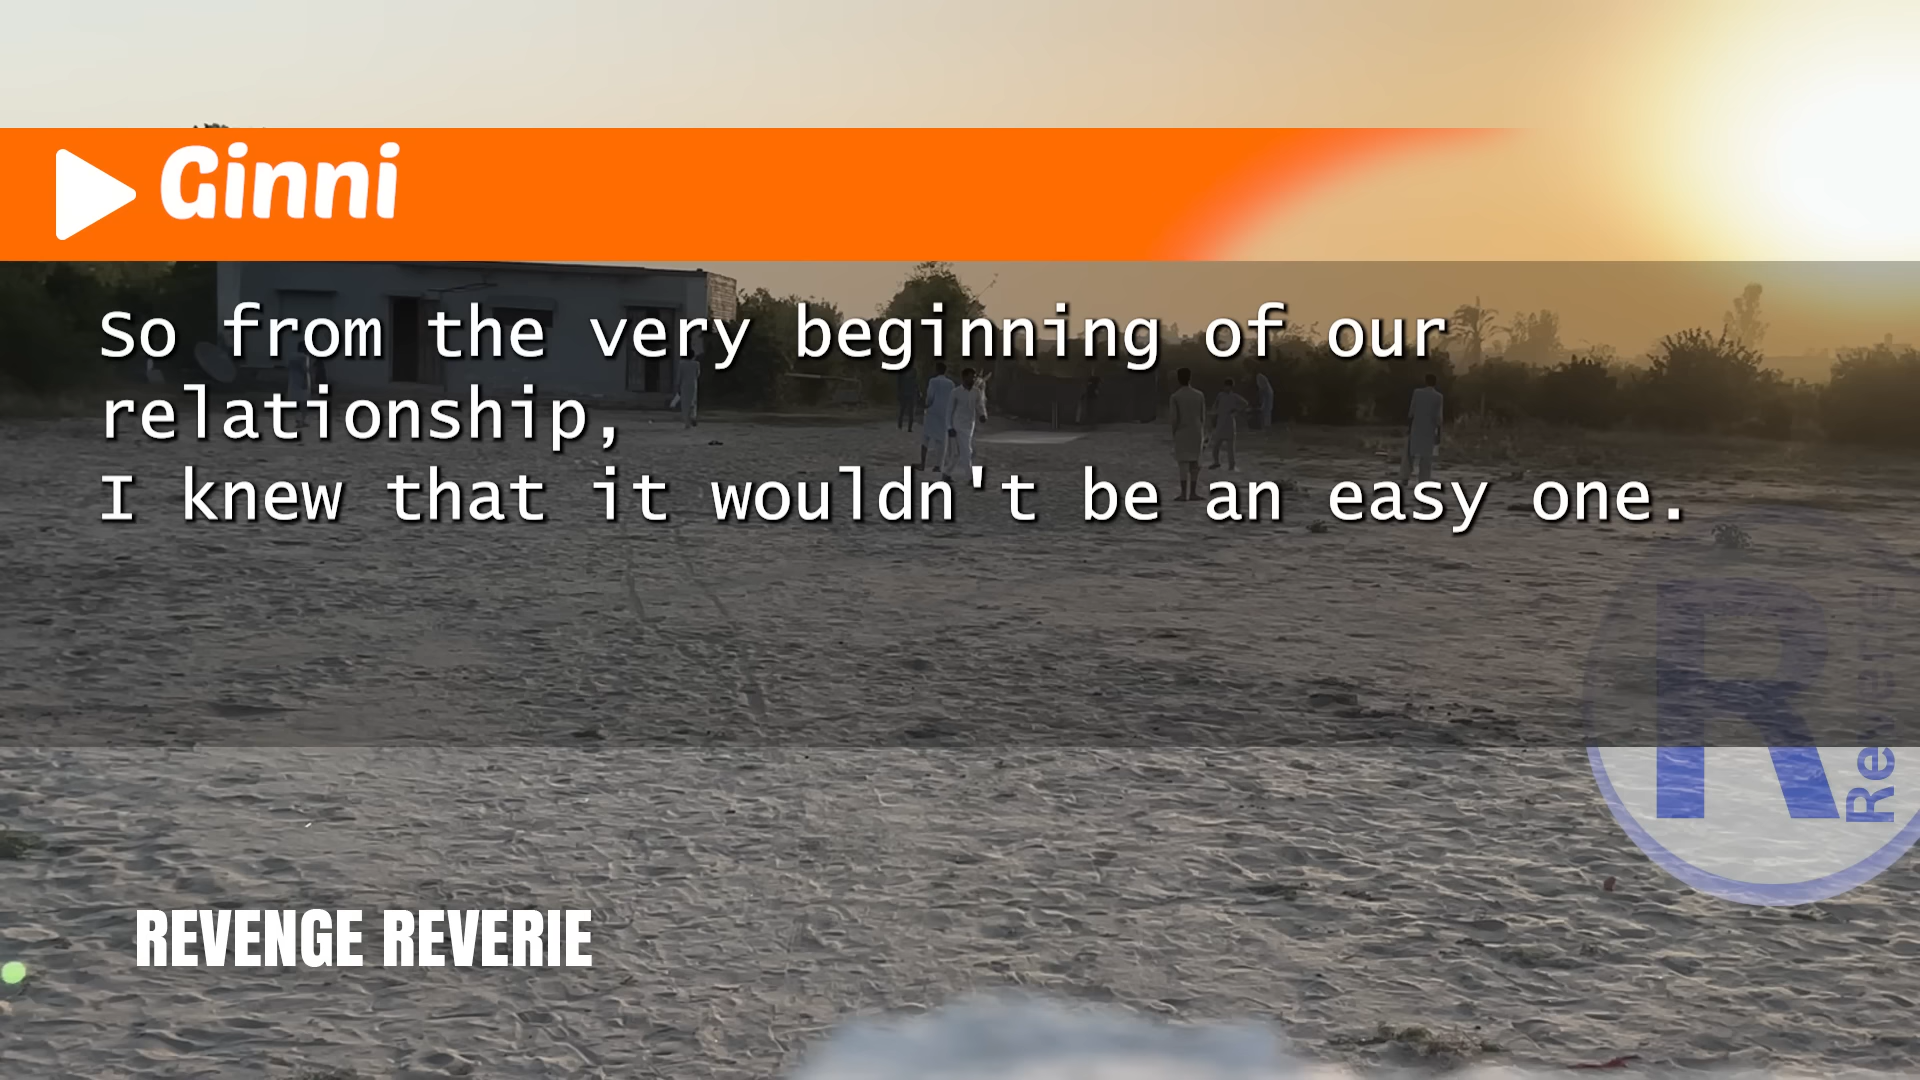 Ginni
So from the very beginning of our
relationship,
I knew that it wouldn't be an easy one.
R
Reverie
REVENGE REVERIE